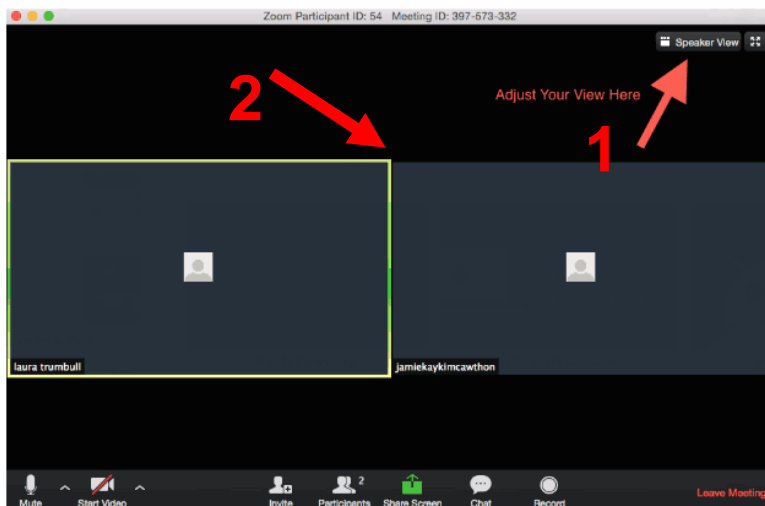 Zoom Participant ID: 54 Meeting ID: 397-573-332
Speaker View
Adjust Your View Here
2
1
laura trumbull
jamiekaykimcawthon
2
Mute
Start Video
Invite
Participants
Share Screen
Chat
Record
Leave Meeting